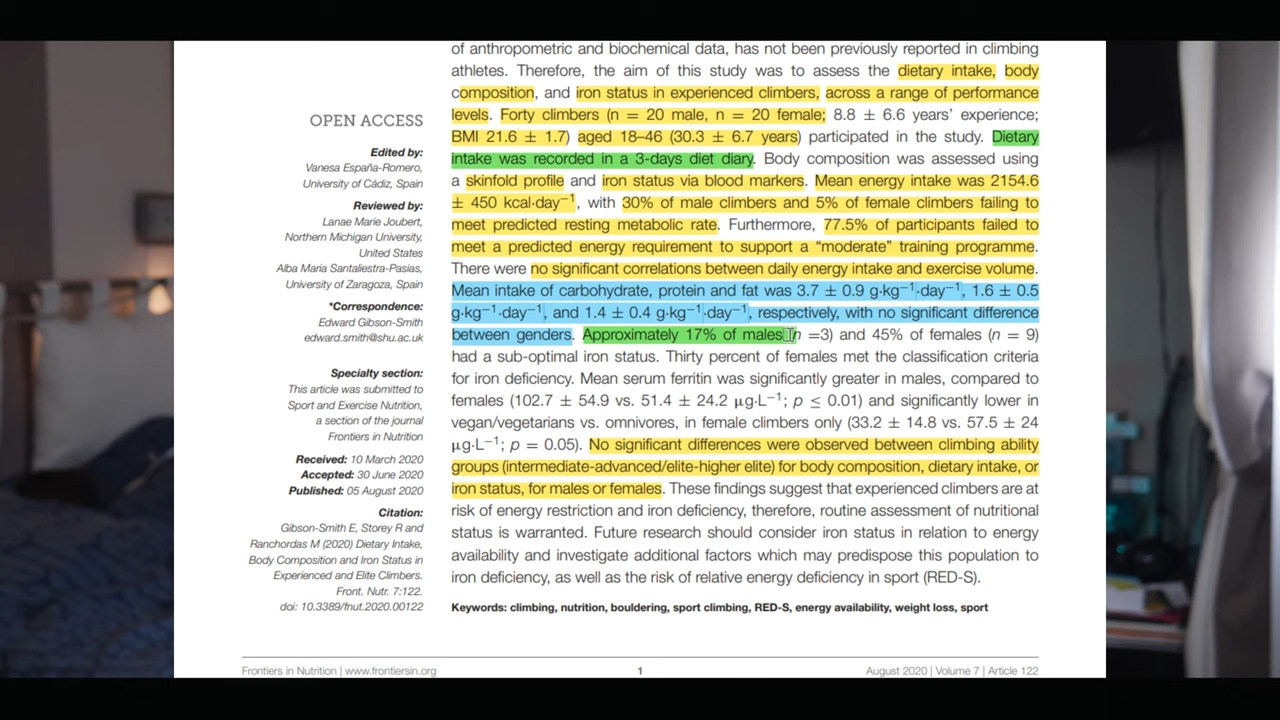 of anthropometric and biochemical data, has not been previously reported in climbing
athletes. Therefore, the aim of this study was to assess the dietary intake, body
composition, and iron status in experienced climbers, across a range of performance
levels. Forty climbers (n = 20 male, n = 20 female; 8.8 ± 6.6 years' experience;
BMI 21.6 ± 1.7) aged 18–46 (30.3 ± 6.7 years) participated in the study. Dietary
intake was recorded in a 3-days diet diary. Body composition was assessed using
a skinfold profile and iron status via blood markers. Mean energy intake was 2154.6
± 450 kcal·day⁻¹, with 30% of male climbers and 5% of female climbers failing to
meet predicted resting metabolic rate. Furthermore, 77.5% of participants failed to
meet a predicted energy requirement to support a “moderate” training programme.
There were no significant correlations between daily energy intake and exercise volume.
Mean intake of carbohydrate, protein and fat was 3.7 ± 0.9 g·kg⁻¹·day⁻¹, 1.6 ± 0.5
g·kg⁻¹·day⁻¹, and 1.4 ± 0.4 g·kg⁻¹·day⁻¹, respectively, with no significant difference
between genders. Approximately 17% of males (n =3) and 45% of females (n = 9)
had a sub-optimal iron status. Thirty percent of females met the classification criteria
for iron deficiency. Mean serum ferritin was significantly greater in males, compared to
females (102.7 ± 54.9 vs. 51.4 ± 24.2 μg·L⁻¹; p ≤ 0.01) and significantly lower in
vegan/vegetarians vs. omnivores, in female climbers only (33.2 ± 14.8 vs. 57.5 ± 24
μg·L⁻¹; p = 0.05). No significant differences were observed between climbing ability
groups (intermediate-advanced/elite-higher elite) for body composition, dietary intake, or
iron status, for males or females. These findings suggest that experienced climbers are at
risk of energy restriction and iron deficiency, therefore, routine assessment of nutritional
status is warranted. Future research should consider iron status in relation to energy
availability and investigate additional factors which may predispose this population to
iron deficiency, as well as the risk of relative energy deficiency in sport (RED-S).
Keywords: climbing, nutrition, bouldering, sport climbing, RED-S, energy availability, weight loss, sport
OPEN ACCESS
Edited by:
Vanesa España-Romero,
University of Cádiz, Spain
Reviewed by:
Lanae Marie Joubert,
Northern Michigan University,
United States
Alba Maria Santaliestra-Pasias,
University of Zaragoza, Spain
*Correspondence:
Edward Gibson-Smith
edward.smith@shu.ac.uk
Specialty section:
This article was submitted to
Sport and Exercise Nutrition,
a section of the journal
Frontiers in Nutrition
Received: 10 March 2020
Accepted: 30 June 2020
Published: 05 August 2020
Citation:
Gibson-Smith E, Storey R and
Ranchordas M (2020) Dietary Intake,
Body Composition and Iron Status in
Experienced and Elite Climbers.
Front. Nutr. 7:122.
doi: 10.3389/fnut.2020.00122
Frontiers in Nutrition | www.frontiersin.org
1
August 2020 | Volume 7 | Article 122